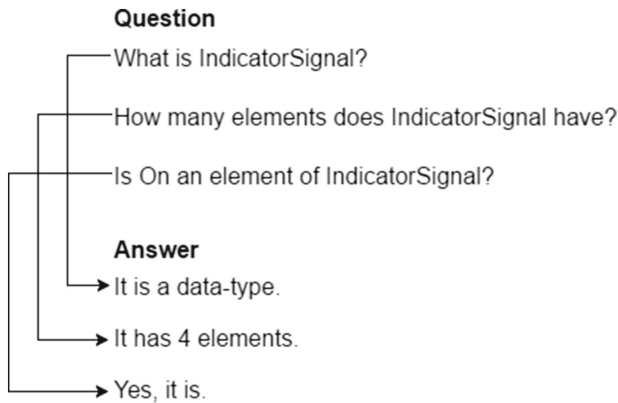 Question
What is IndicatorSignal?
How many elements does IndicatorSignal have?
Is On an element of IndicatorSignal?
Answer
It is a data-type.
It has 4 elements.
Yes, it is.